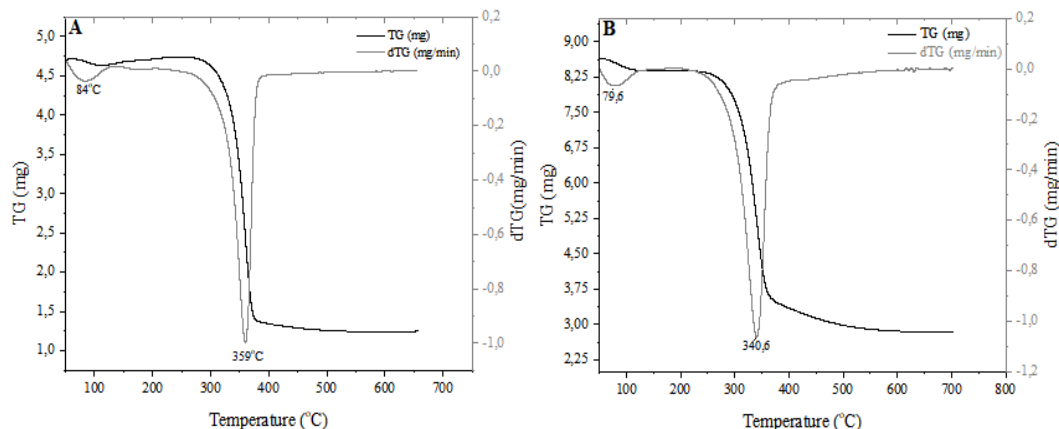 A
TG (mg)
dTG (mg/min)
5,0
4,5
4,0
3,5
3,0
2,5
2,0
1,5
1,0
TG (mg)
0,2
0,0
-0,2
-0,4
-0,6
-0,8
-1,0
dTG(mg/min)
84°C
359°C
100 200 300 400 500 600 700
Temperature (°C)
B
TG (mg)
dTG (mg/min)
9,00
8,25
7,50
6,75
6,00
5,25
4,50
3,75
3,00
2,25
TG (mg)
0,2
0,0
-0,2
-0,4
-0,6
-0,8
-1,0
-1,2
dTG (mg/min)
79,6
340,6
100 200 300 400 500 600 700 800
Temperature (°C)